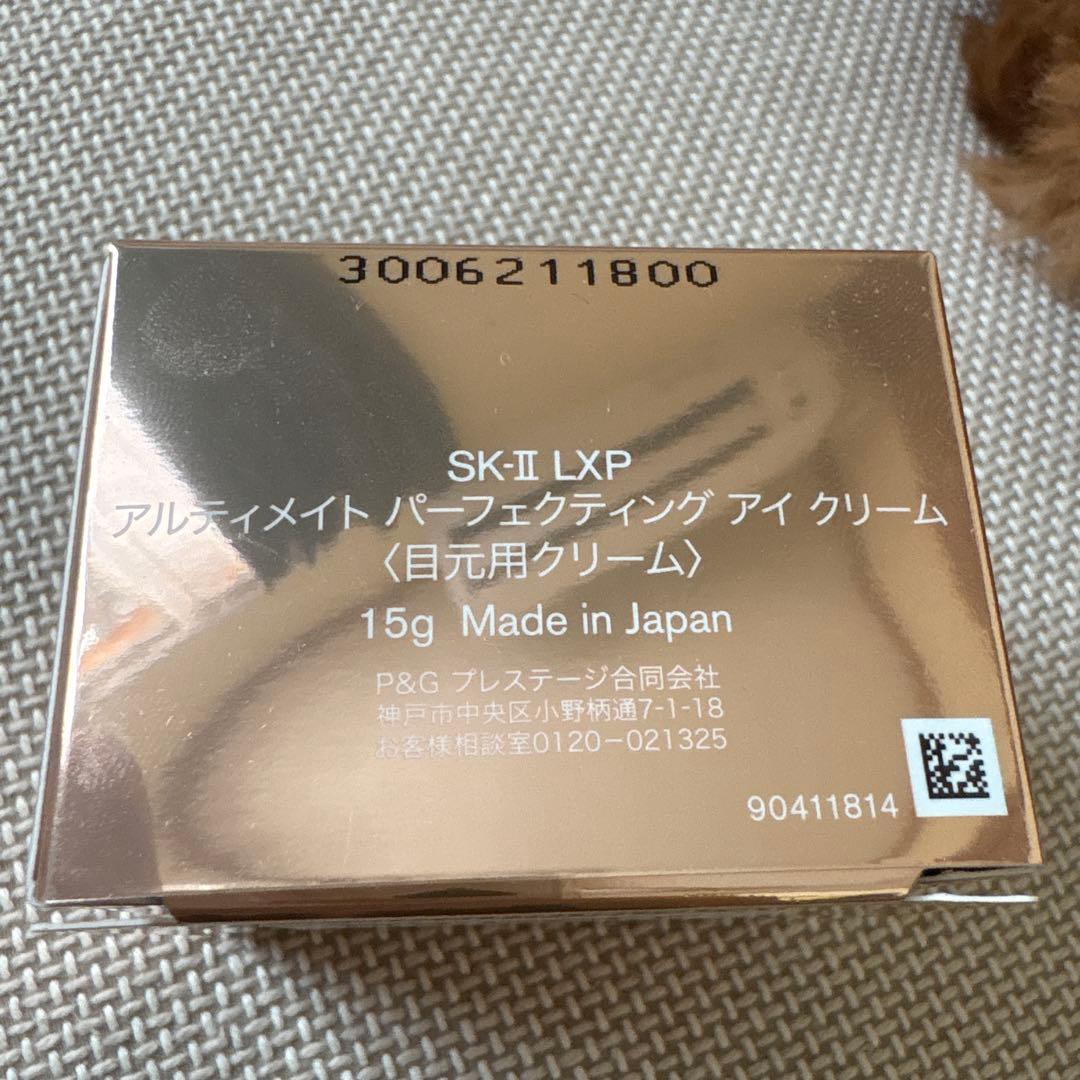 3006211800
SK-Ⅱ LXP
アルティメイト パーフェクティング アイ クリーム
〈目元用クリーム〉
15g Made in Japan
P&G プレステージ合同会社
神戸市中央区小野柄通7-1-18
お客様相談室0120-021325
90411814